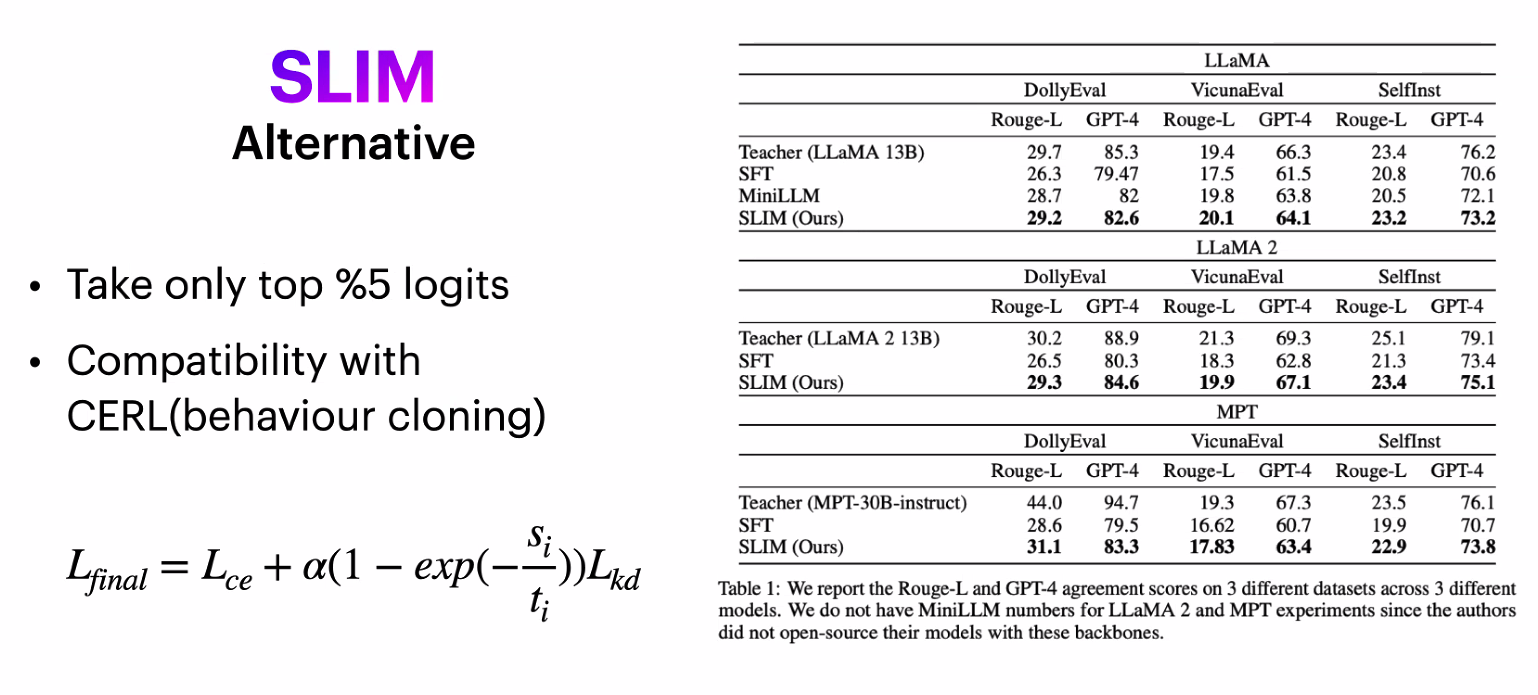 SLIM
Alternative
• Take only top %5 logits
• Compatibility with
CERL(behaviour cloning)
L_final = L_ce + α(1 − exp(−s_i/t_i))L_kd
LLaMA
DollyEval VicunaEval SelfInst
Rouge-L GPT-4 Rouge-L GPT-4 Rouge-L GPT-4
Teacher (LLaMA 13B) 29.7 85.3 19.4 66.3 23.4 76.2
SFT 26.3 79.47 17.5 61.5 20.8 70.6
MiniLLM 28.7 82 19.8 63.8 20.5 72.1
SLIM (Ours) 29.2 82.6 20.1 64.1 23.2 73.2
LLaMA 2
DollyEval VicunaEval SelfInst
Rouge-L GPT-4 Rouge-L GPT-4 Rouge-L GPT-4
Teacher (LLaMA 2 13B) 30.2 88.9 21.3 69.3 25.1 79.1
SFT 26.5 80.3 18.3 62.8 21.3 73.4
SLIM (Ours) 29.3 84.6 19.9 67.1 23.4 75.1
MPT
DollyEval VicunaEval SelfInst
Rouge-L GPT-4 Rouge-L GPT-4 Rouge-L GPT-4
Teacher (MPT-30B-instruct) 44.0 94.7 19.3 67.3 23.5 76.1
SFT 28.6 79.5 16.62 60.7 19.9 70.7
SLIM (Ours) 31.1 83.3 17.83 63.4 22.9 73.8
Table 1: We report the Rouge-L and GPT-4 agreement scores on 3 different datasets across 3 different
models. We do not have MiniLLM numbers for LLaMA 2 and MPT experiments since the authors
did not open-source their models with these backbones.